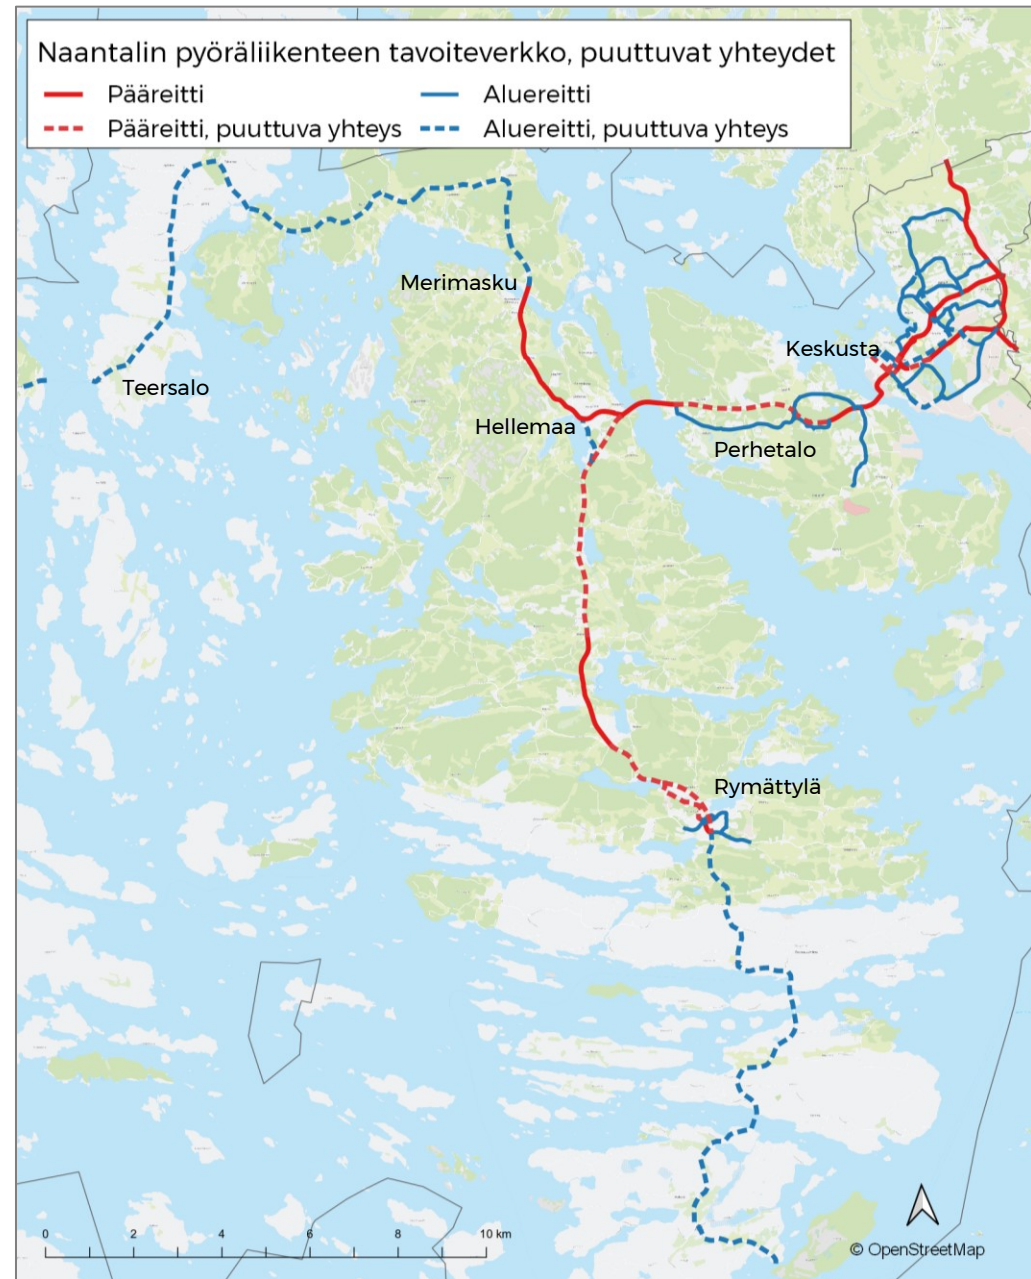 Naantalin pyöräliikenteen tavoiteverkko, puuttuvat yhteydet
Pääreitti
Aluereitti
Pääreitti, puuttuva yhteys
Aluereitti, puuttuva yhteys
Merimasku
Keskusta
Teersalo
Hellemaa
Perhetalo
Rymättylä
0 2 4 6 8 10 km
© OpenStreetMap